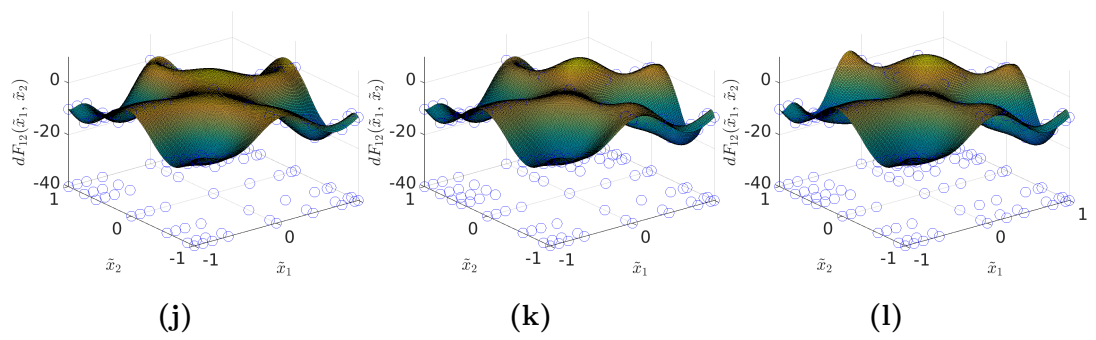 0
-20
-40
1
0
-1
-1
0
dF₁₂(x̃₁, x̃₂)
x̃₂
x̃₁
(j)
0
-20
-40
1
0
-1
-1
0
dF₁₂(x̃₁, x̃₂)
x̃₂
x̃₁
(k)
0
-20
-40
1
0
-1
-1
0
1
dF₁₂(x̃₁, x̃₂)
x̃₂
x̃₁
(l)